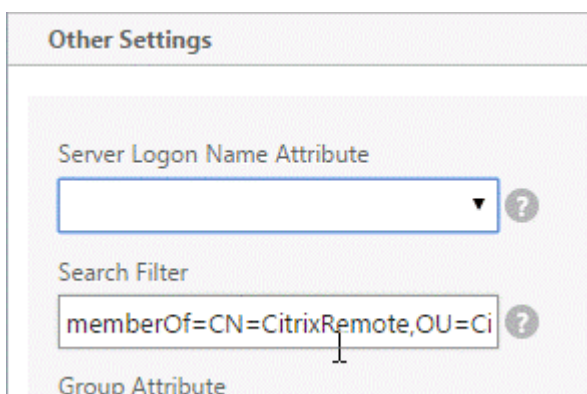 Other Settings
Server Logon Name Attribute
?
Search Filter
memberOf=CN=CitrixRemote,OU=Ci
?
Group Attribute